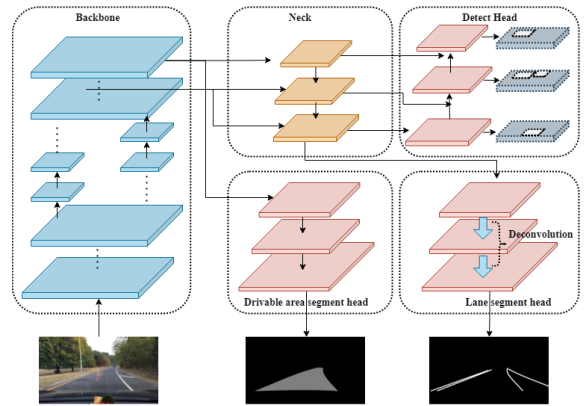 Backbone
Neck
Detect Head
Deconvolution
Drivable area segment head
Lane segment head